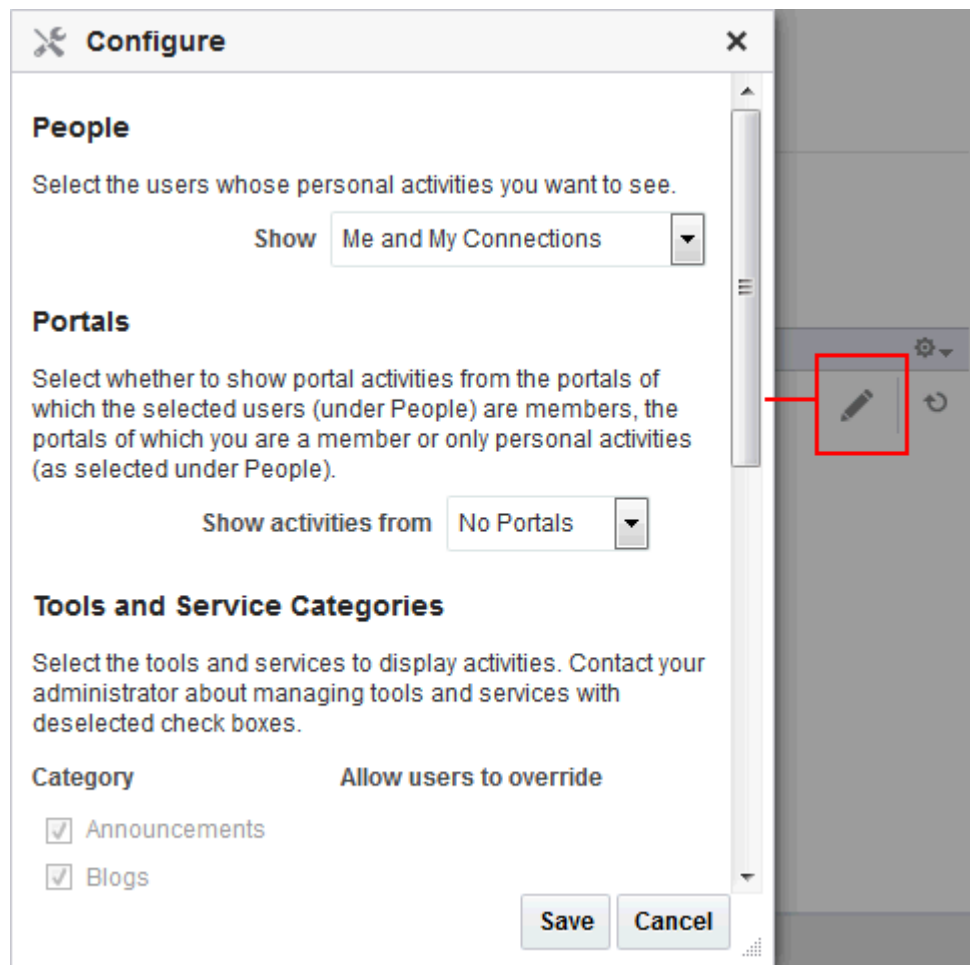 Configure
People
Select the users whose personal activities you want to see.
Show Me and My Connections
Portals
Select whether to show portal activities from the portals of
which the selected users (under People) are members, the
portals of which you are a member or only personal activities
(as selected under People).
Show activities from No Portals
Tools and Service Categories
Select the tools and services to display activities. Contact your
administrator about managing tools and services with
deselected check boxes.
Category Allow users to override
Announcements
Blogs
Save Cancel